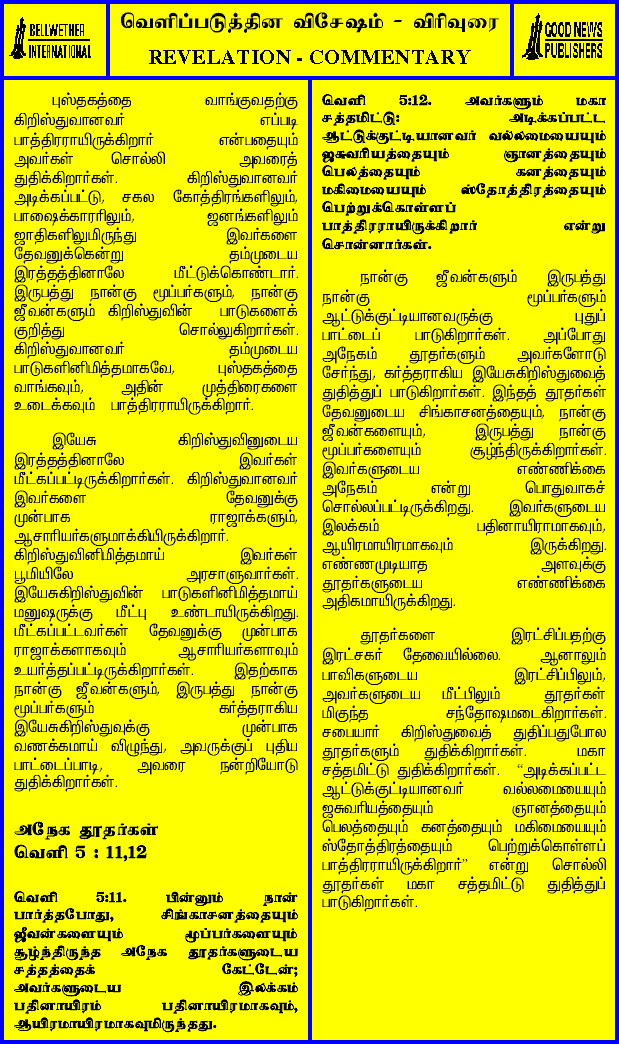 BELLWETHER
INTERNATIONAL
வெளிப்படுத்தின விசேஷம் - விரிவுரை
REVELATION - COMMENTARY
GOOD NEWS
PUBLISHERS
புஸ்தகத்தை வாங்குவதற்கு
கிறிஸ்துவானவர் எப்படி
பாத்திரராயிருக்கிறார் என்பதையும்
அவர்கள் சொல்லி அவரைத்
துதிக்கிறார்கள். கிறிஸ்துவானவர்
அடிக்கப்பட்டு, சகல கோத்திரங்களிலும்,
பாஷைக்காரரிலும், ஜனங்களிலும்
ஜாதிகளிலுமிருந்து இவர்களை
தேவனுக்கென்று தம்முடைய
இரத்தத்தினாலே மீட்டுக்கொண்டார்.
இருபத்து நான்கு மூப்பர்களும், நான்கு
ஜீவன்களும் கிறிஸ்துவின் பாடுகளைக்
குறித்து சொல்லுகிறார்கள்.
கிறிஸ்துவானவர் தம்முடைய
பாடுகளினிமித்தமாகவே, புஸ்தகத்தை
வாங்கவும், அதின் முத்திரைகளை
உடைக்கவும் பாத்திரராயிருக்கிறார்.
இயேசு கிறிஸ்துவினுடைய
இரத்தத்தினாலே இவர்கள்
மீட்கப்பட்டிருக்கிறார்கள். கிறிஸ்துவானவர்
இவர்களை தேவனுக்கு
முன்பாக ராஜாக்களும்,
ஆசாரியர்களுமாக்கியிருக்கிறார்.
கிறிஸ்துவினிமித்தமாய் இவர்கள்
பூமியிலே அரசாளுவார்கள்.
இயேசுகிறிஸ்துவின் பாடுகளினிமித்தமாய்
மனுஷருக்கு மீட்பு உண்டாயிருக்கிறது.
மீட்கப்பட்டவர்கள் தேவனுக்கு முன்பாக
ராஜாக்களாகவும் ஆசாரியர்களாவும்
உயர்த்தப்பட்டிருக்கிறார்கள். இதற்காக
நான்கு ஜீவன்களும், இருபத்து நான்கு
மூப்பர்களும் கர்த்தராகிய
இயேசுகிறிஸ்துவுக்கு முன்பாக
வணக்கமாய் விழுந்து, அவருக்குப் புதிய
பாட்டைப்பாடி, அவரை நன்றியோடு
துதிக்கிறார்கள்.
அநேக தூதர்கள்
வெளி 5 : 11,12
வெளி 5:11. பின்னும் நான்
பார்த்தபோது, சிங்காசனத்தையும்
ஜீவன்களையும் மூப்பர்களையும்
சூழ்ந்திருந்த அநேக தூதர்களுடைய
சத்தத்தைக் கேட்டேன்;
அவர்களுடைய இலக்கம்
பதினாயிரம் பதினாயிரமாகவும்,
ஆயிரமாயிரமாகவுமிருந்தது.
வெளி 5:12. அவர்களும் மகா
சத்தமிட்டு: அடிக்கப்பட்ட
ஆட்டுக்குட்டியானவர் வல்லமையையும்
ஐசுவரியத்தையும் ஞானத்தையும்
பெலத்தையும் கனத்தையும்
மகிமையையும் ஸ்தோத்திரத்தையும்
பெற்றுக்கொள்ளப்
பாத்திரராயிருக்கிறார் என்று
சொன்னார்கள்.
நான்கு ஜீவன்களும் இருபத்து
நான்கு மூப்பர்களும்
ஆட்டுக்குட்டியானவருக்கு புதுப்
பாட்டைப் பாடுகிறார்கள். அப்போது
அநேகம் தூதர்களும் அவர்களோடு
சேர்ந்து, கர்த்தராகிய இயேசுகிறிஸ்துவைத்
துதித்துப் பாடுகிறார்கள். இந்தத் தூதர்கள்
தேவனுடைய சிங்காசனத்தையும், நான்கு
ஜீவன்களையும், இருபத்து நான்கு
மூப்பர்களையும் சூழ்ந்திருக்கிறார்கள்.
இவர்களுடைய எண்ணிக்கை
அநேகம் என்று பொதுவாகச்
சொல்லப்பட்டிருக்கிறது. இவர்களுடைய
இலக்கம் பதினாயிராமாகவும்,
ஆயிரமாயிரமாகவும் இருக்கிறது.
எண்ணமுடியாத அளவுக்கு
தூதர்களுடைய எண்ணிக்கை
அதிகமாயிருக்கிறது.
தூதர்களை இரட்சிப்பதற்கு
இரட்சகர் தேவையில்லை. ஆனாலும்
பாவிகளுடைய இரட்சிப்பிலும்,
அவர்களுடைய மீட்பிலும் தூதர்கள்
மிகுந்த சந்தோஷமடைகிறார்கள்.
சபையார் கிறிஸ்துவைத் துதிப்பதுபோல
தூதர்களும் துதிக்கிறார்கள். மகா
சத்தமிட்டு துதிக்கிறார்கள். “அடிக்கப்பட்ட
ஆட்டுக்குட்டியானவர் வல்லமையையும்
ஐசுவரியத்தையும் ஞானத்தையும்
பெலத்தையும் கனத்தையும் மகிமையையும்
ஸ்தோத்திரத்தையும் பெற்றுக்கொள்ளப்
பாத்திரராயிருக்கிறார்” என்று சொல்லி
தூதர்கள் மகா சத்தமிட்டு துதித்துப்
பாடுகிறார்கள்.